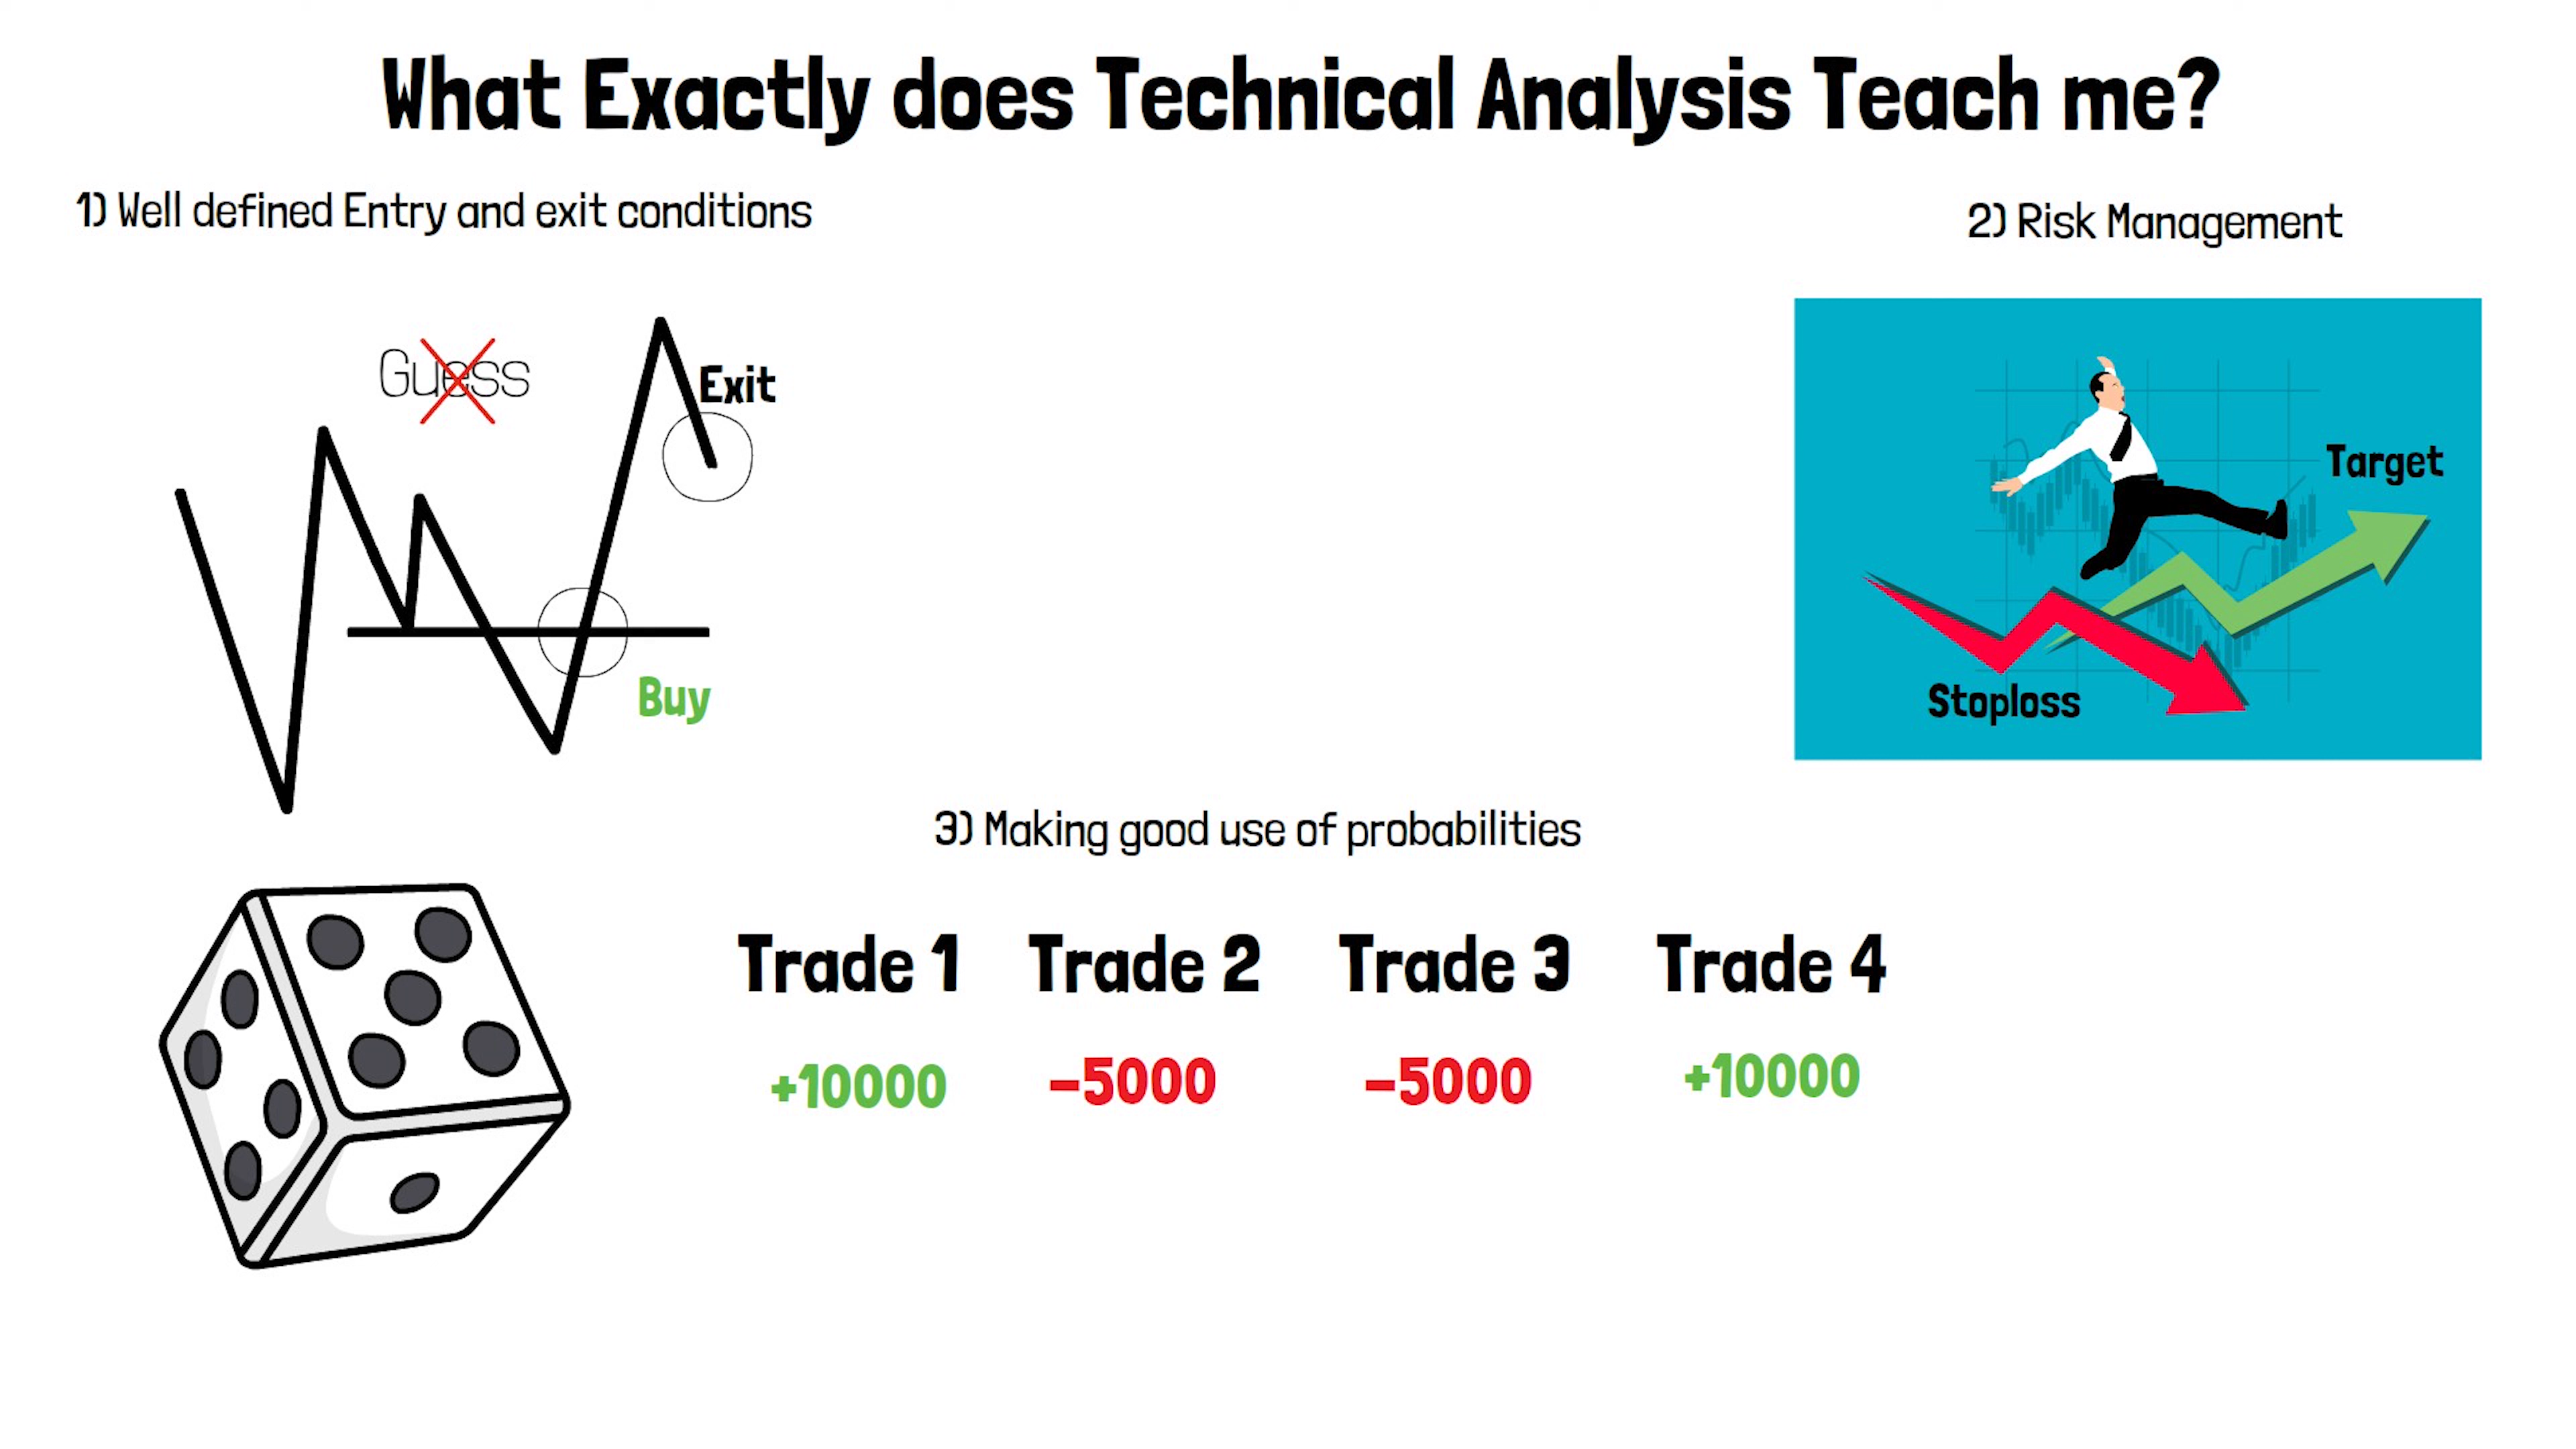 What Exactly does Technical Analysis Teach me?
1) Well defined Entry and exit conditions
2) Risk Management
Guess
Exit
Buy
Target
Stoploss
3) Making good use of probabilities
Trade 1 Trade 2 Trade 3 Trade 4
+10000 -5000 -5000 +10000